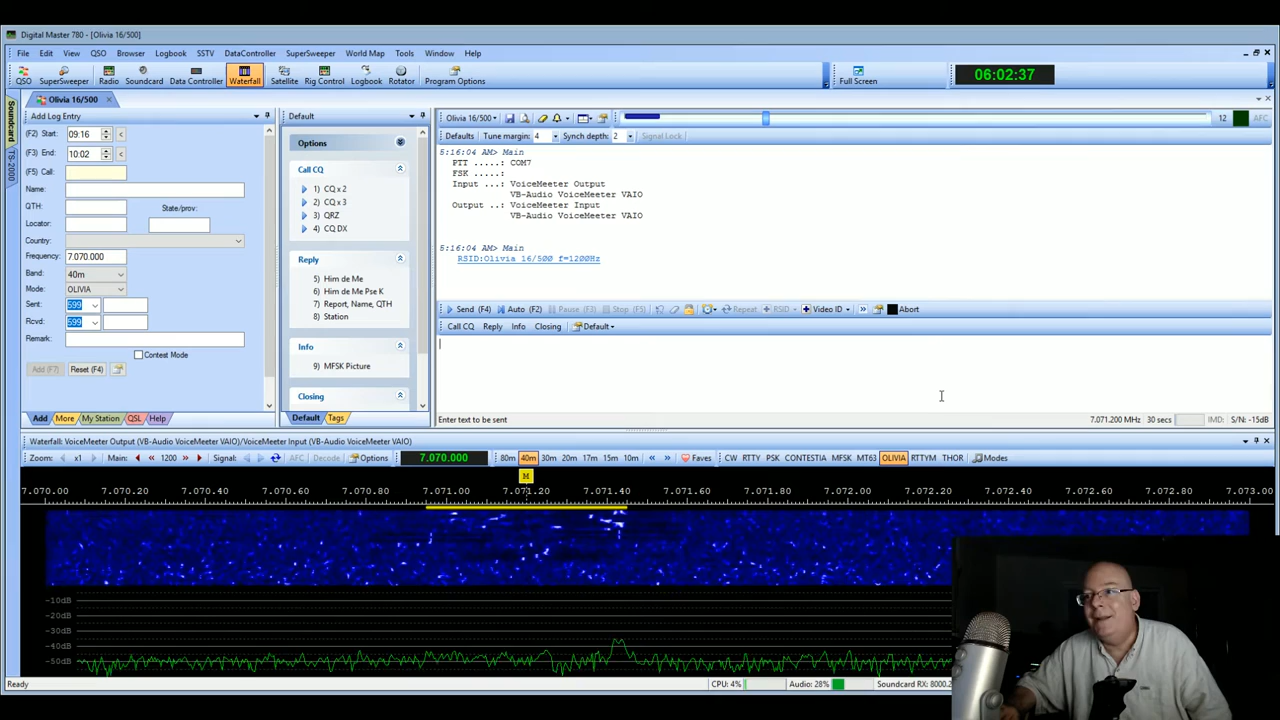 Digital Master 780 - [Olivia 16/500]
File Edit View QSO Browser Logbook SSTV DataController SuperSweeper World Map Tools Window Help
QSO SuperSweeper Radio Soundcard Data Controller Waterfall Satellite Rig Control Logbook Rotator Program Options Full Screen 06:02:37
Soundcard
TS-2000
Olivia 16/500
Add Log Entry
(F2) Start: 09:16 <
(F3) End: 10:02 <
(F5) Call:
Name:
QTH: State/prov:
Locator:
Country:
Frequency: 7.070.000
Band: 40m
Mode: OLIVIA
Sent: 599
Rcvd: 599
Remark:
Contest Mode
Add (F7) Reset (F4)
Add More My Station QSL Help
Default
Options
Call CQ
1) CQ x 2
2) CQ x 3
3) QRZ
4) CQ DX
Reply
5) Him de Me
6) Him de Me Pse K
7) Report, Name, QTH
8) Station
Info
9) MFSK Picture
Closing
Default Tags
Olivia 16/500 12 AFC
Defaults Tune margin: 4 Synch depth: 2 Signal Lock
5:16:04 AM> Main
PTT .....: COM7
FSK .....:
Input ...: VoiceMeeter Output
VB-Audio VoiceMeeter VAIO
Output ..: VoiceMeeter Input
VB-Audio VoiceMeeter VAIO
5:16:04 AM> Main
RSID:Olivia 16/500 f=1200Hz
Send (F4) Auto (F2) Pause (F3) Stop (F5) Repeat RSID Video ID » Abort
Call CQ Reply Info Closing Default
Enter text to be sent 7.071.200 MHz 30 secs IMD: S/N: -15dB
Waterfall: VoiceMeeter Output (VB-Audio VoiceMeeter VAIO)/VoiceMeeter Input (VB-Audio VoiceMeeter VAIO)
Zoom: x1 Main: 1200 Signal: AFC Decode Options 7.070.000 80m 40m 30m 20m 17m 15m 10m « » Faves CW RTTY PSK CONTESTIA MFSK MT63 OLIVIA RTTYM THOR Modes
M
7.070.00 7.070.20 7.070.40 7.070.60 7.070.80 7.071.00 7.071.20 7.071.40 7.071.60 7.071.80 7.072.00 7.072.20 7.072.40 7.072.60 7.072.80 7.073.00
-10dB
-20dB
-30dB
-40dB
-50dB
Ready CPU: 4% Audio: 28% Soundcard RX: 8000.2